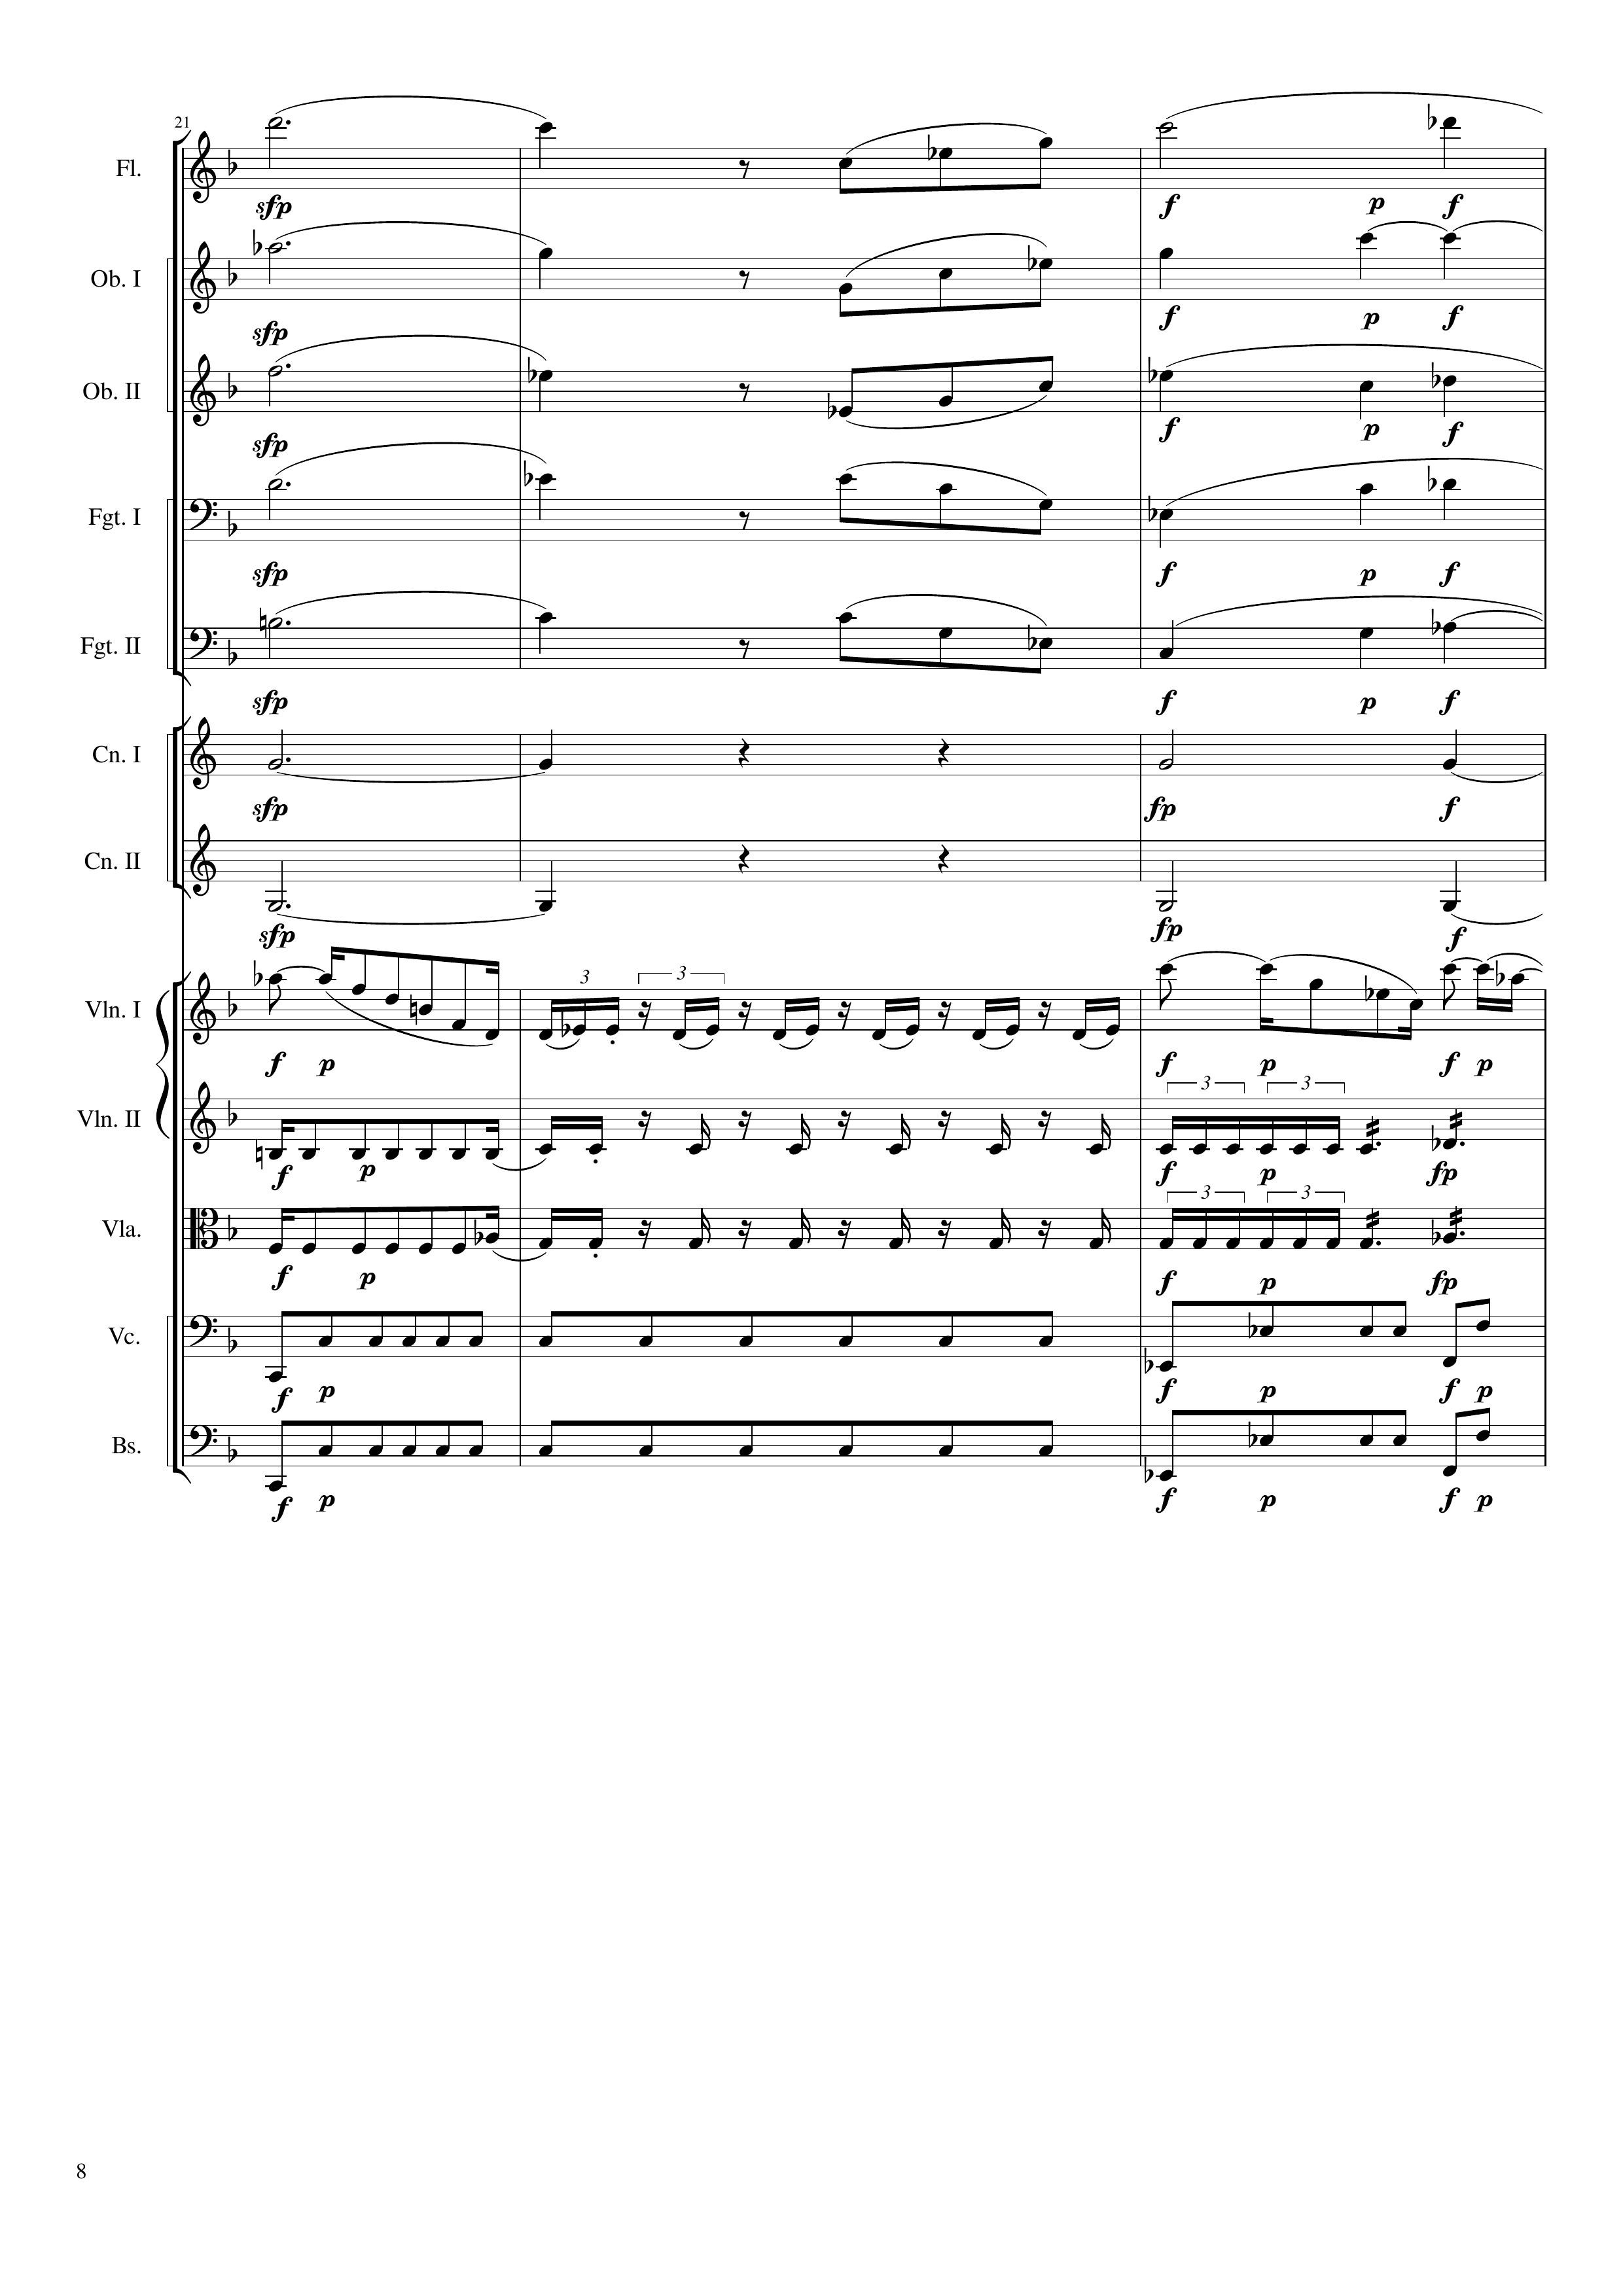 21
Fl.
sfp
f
p
f
Ob. I
sfp
f
p
f
Ob. II
sfp
f
p
f
Fgt. I
sfp
f
p
f
Fgt. II
sfp
f
p
f
Cn. I
sfp
fp
f
Cn. II
sfp
fp
f
3
3
Vln. I
f
p
f
p
f
p
3
3
Vln. II
f
p
f
p
fp
3
3
Vla.
f
p
f
p
fp
Vc.
f
p
f
p
f
p
Bs.
f
p
f
p
f
p
8